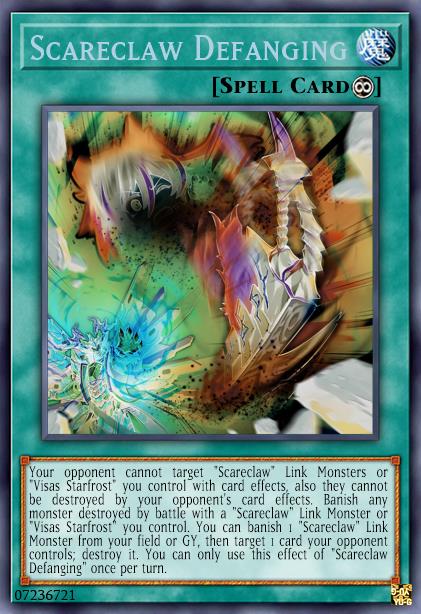 Scareclaw Defanging
魔
[Spell Card∞]
Your opponent cannot target "Scareclaw" Link Monsters or
"Visas Starfrost" you control with card effects, also they cannot
be destroyed by your opponent's card effects. Banish any
monster destroyed by battle with a "Scareclaw" Link Monster or
"Visas Starfrost" you control. You can banish 1 "Scareclaw" Link
Monster from your field or GY, then target 1 card your opponent
controls; destroy it. You can only use this effect of "Scareclaw
Defanging" once per turn.
07236721